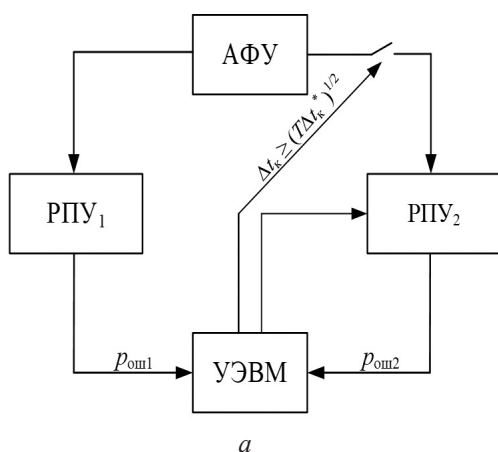 АФУ
Δtк ≥ (TΔtк*)1/2
РПУ1
РПУ2
pош1
УЭВМ
pош2
а